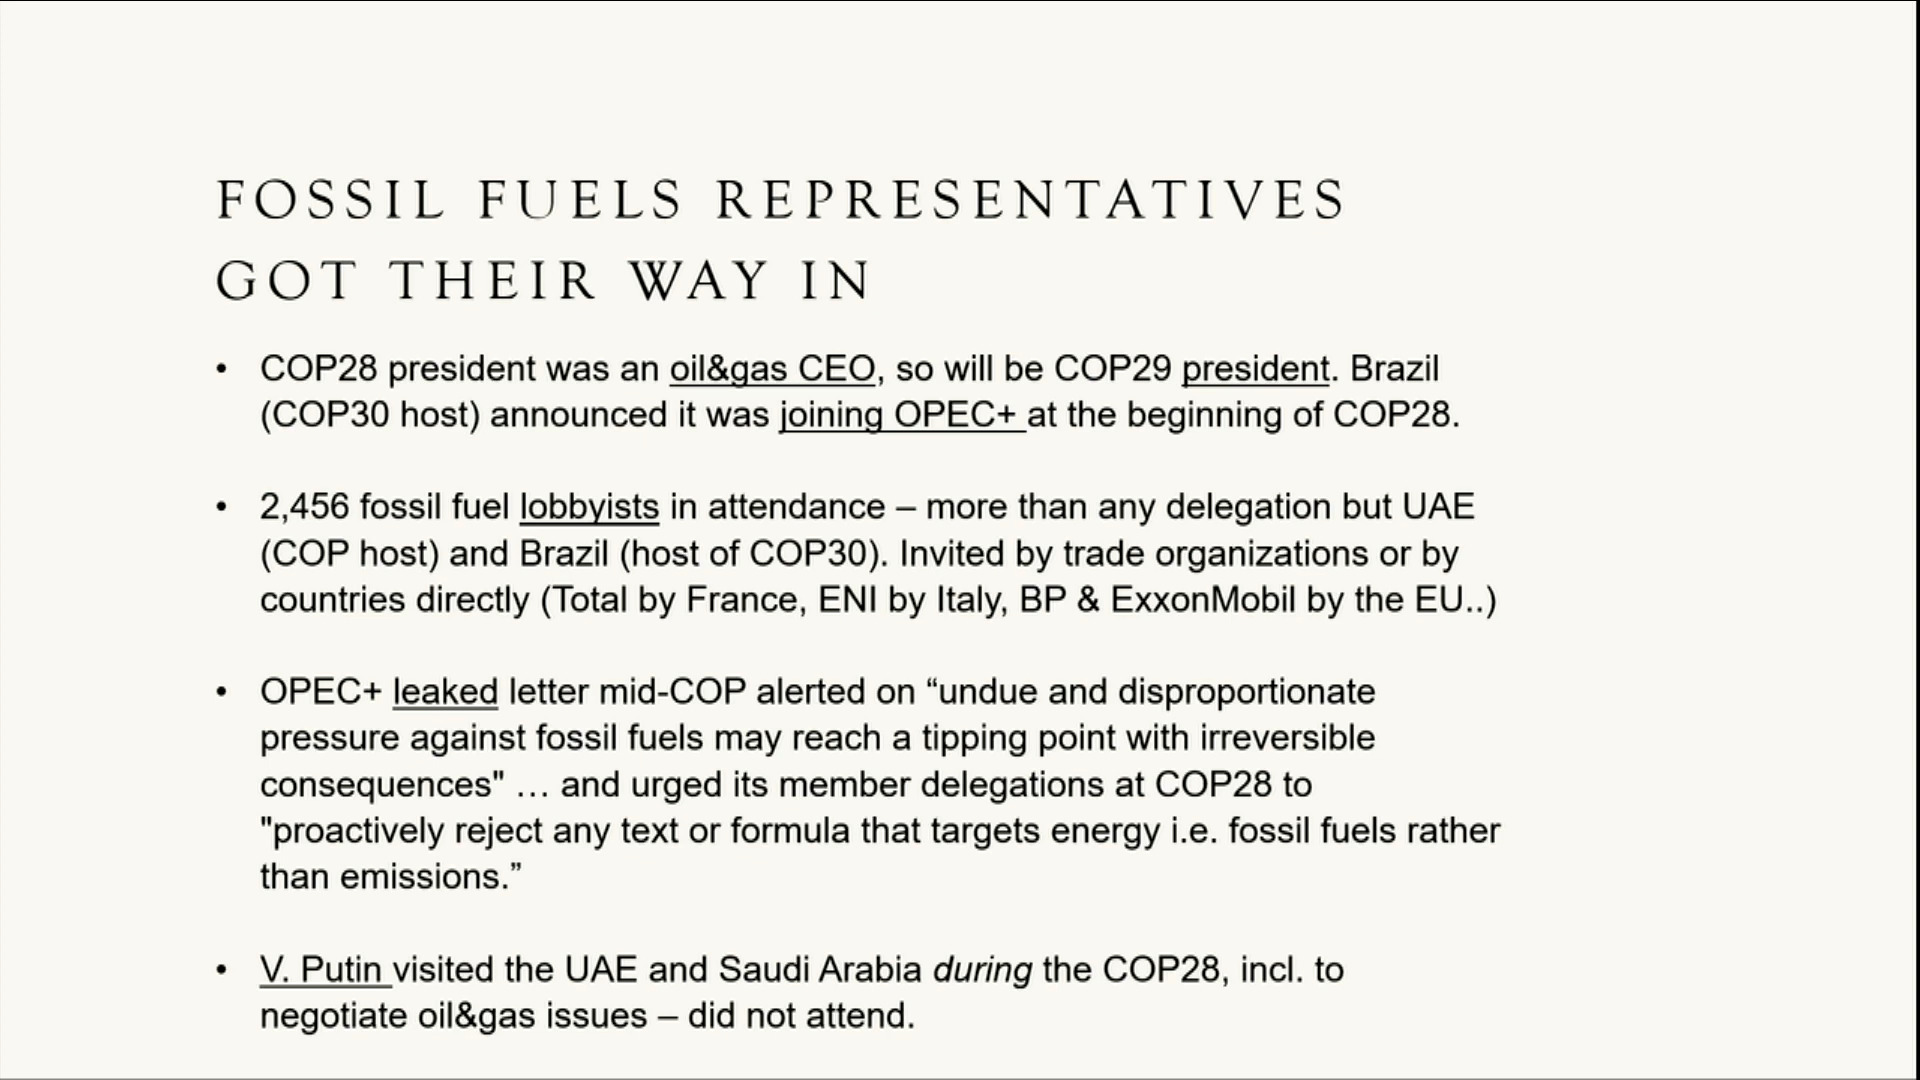 FOSSIL FUELS REPRESENTATIVES
GOT THEIR WAY IN
• COP28 president was an oil&gas CEO, so will be COP29 president. Brazil
(COP30 host) announced it was joining OPEC+ at the beginning of COP28.
• 2,456 fossil fuel lobbyists in attendance – more than any delegation but UAE
(COP host) and Brazil (host of COP30). Invited by trade organizations or by
countries directly (Total by France, ENI by Italy, BP & ExxonMobil by the EU..)
• OPEC+ leaked letter mid-COP alerted on “undue and disproportionate
pressure against fossil fuels may reach a tipping point with irreversible
consequences" … and urged its member delegations at COP28 to
"proactively reject any text or formula that targets energy i.e. fossil fuels rather
than emissions.”
• V. Putin visited the UAE and Saudi Arabia during the COP28, incl. to
negotiate oil&gas issues – did not attend.